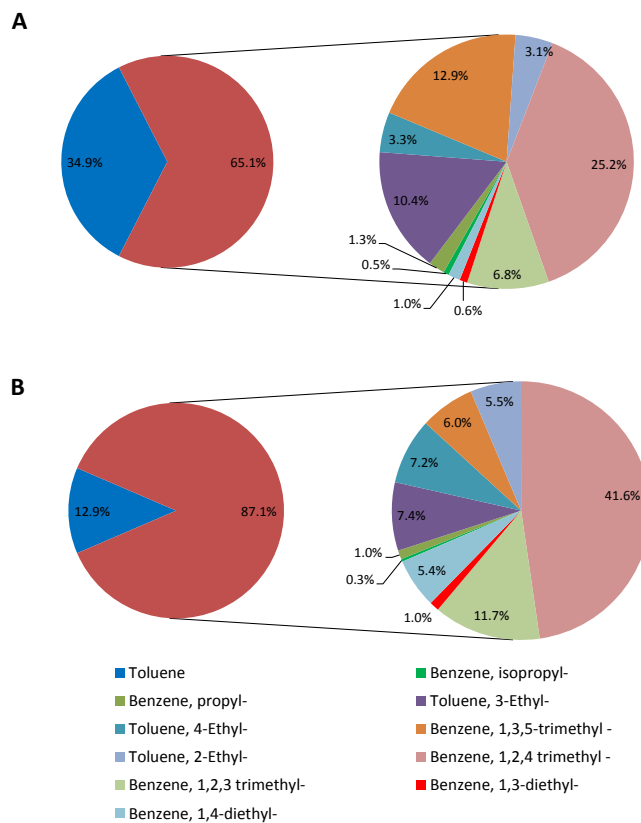 A
3.1%
12.9%
3.3%
34.9%
65.1%
25.2%
10.4%
1.3%
0.5%
6.8%
1.0%
0.6%
B
5.5%
6.0%
7.2%
41.6%
12.9%
87.1%
7.4%
1.0%
5.4%
0.3%
11.7%
1.0%
Toluene
Benzene, isopropyl-
Benzene, propyl-
Toluene, 3-Ethyl-
Toluene, 4-Ethyl-
Benzene, 1,3,5-trimethyl -
Toluene, 2-Ethyl-
Benzene, 1,2,4 trimethyl -
Benzene, 1,2,3 trimethyl-
Benzene, 1,3-diethyl-
Benzene, 1,4-diethyl-